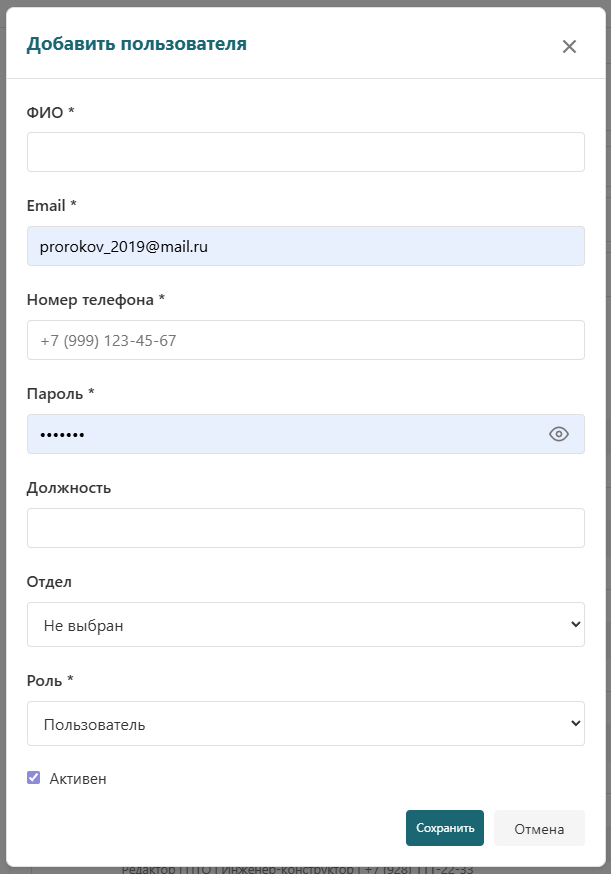 Добавить пользователя
ФИО *
Email *
prorokov_2019@mail.ru
Номер телефона *
+7 (999) 123-45-67
Пароль *
•••••••
Должность
Отдел
Не выбран
Роль *
Пользователь
Активен
Сохранить Отмена
Редактор | ПТО | Инженер-конструктор | +7 (928) 111-22-33